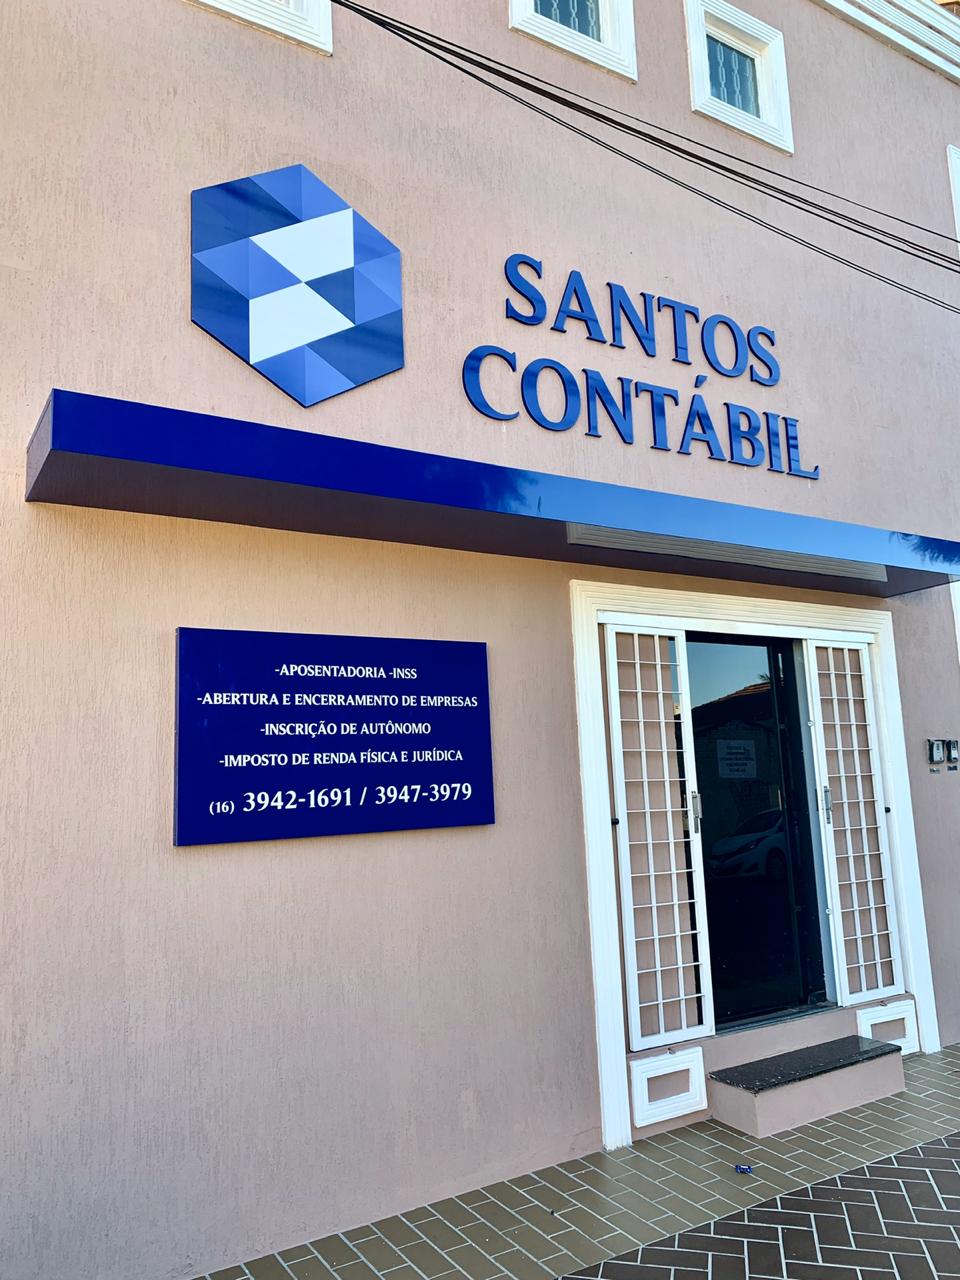 SANTOS
CONTÁBIL
-APOSENTADORIA -INSS
-ABERTURA E ENCERRAMENTO DE EMPRESAS
-INSCRIÇÃO DE AUTÔNOMO
-IMPOSTO DE RENDA FÍSICA E JURÍDICA
(16) 3942-1691 / 3947-3979